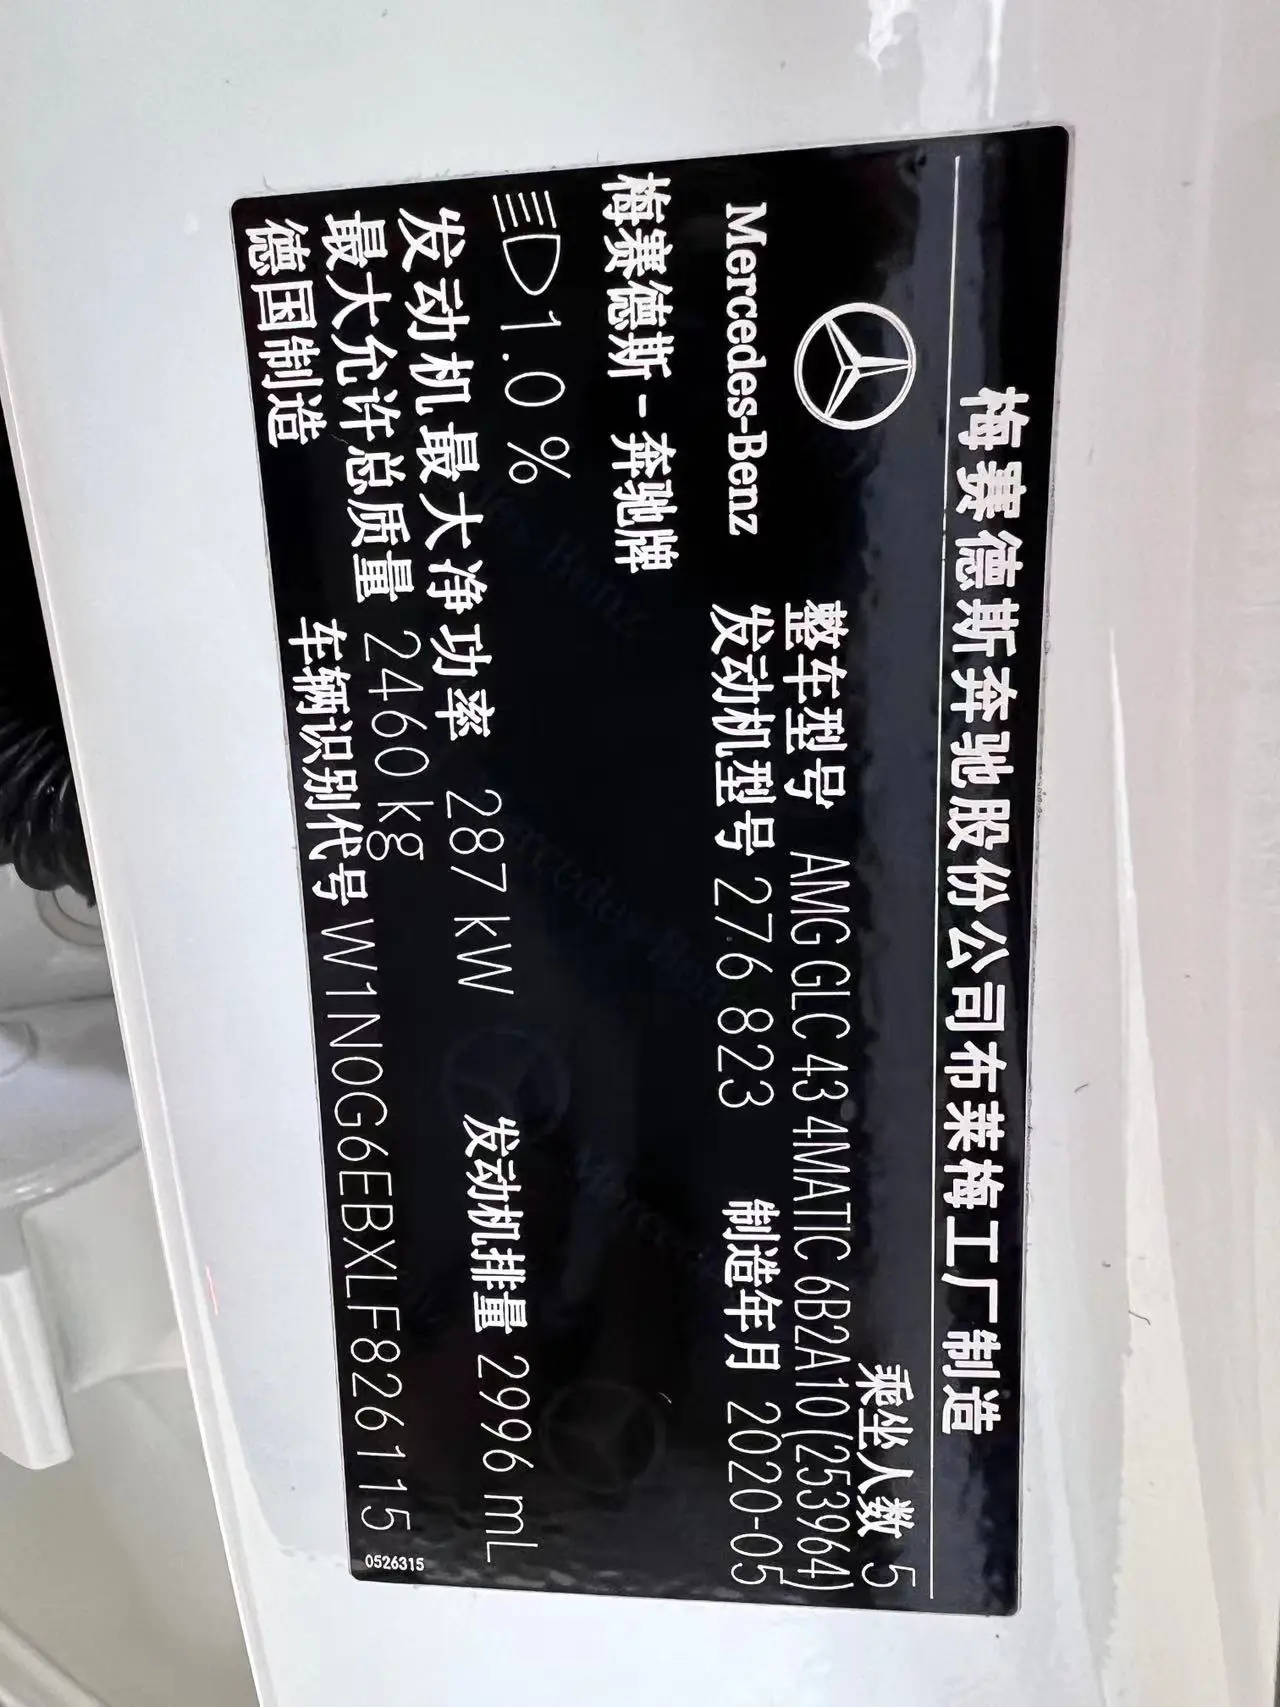 梅赛德斯奔驰股份公司布莱梅工厂制造
乘坐人数 5
Mercedes-Benz
整车型号 AMG GLC 43 4MATIC 6B2A10(253964)
发动机型号 276 823 制造年月 2020-05
梅赛德斯-奔驰牌
1.0 %
发动机最大净功率 287 kW 发动机排量 2996 mL
最大允许总质量 2460 kg
德国制造 车辆识别代号 W1N0G6EBXLF826115
0526315